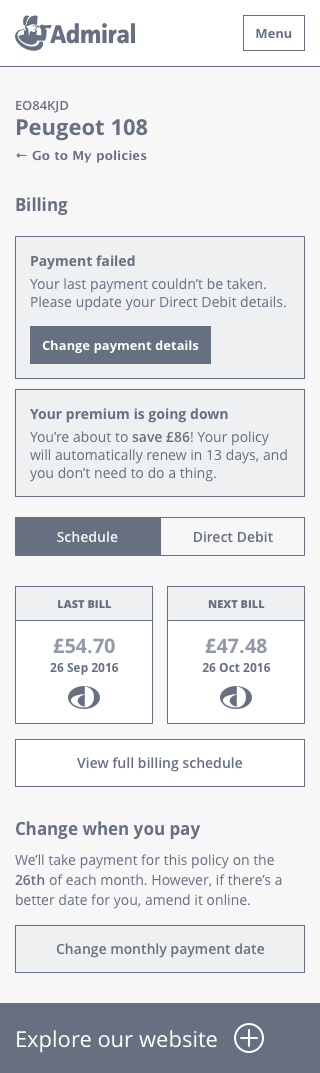 Admiral
Menu
EO84KJD
Peugeot 108
← Go to My policies
Billing
Payment failed
Your last payment couldn’t be taken.
Please update your Direct Debit details.
Change payment details
Your premium is going down
You’re about to save £86! Your policy
will automatically renew in 13 days, and
you don’t need to do a thing.
Schedule
Direct Debit
LAST BILL
£54.70
26 Sep 2016
NEXT BILL
£47.48
26 Oct 2016
View full billing schedule
Change when you pay
We’ll take payment for this policy on the
26th of each month. However, if there’s a
better date for you, amend it online.
Change monthly payment date
Explore our website